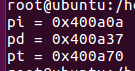 root@ubuntu:/h
pi = 0x400a0a
pd = 0x400a37
pt = 0x400a70